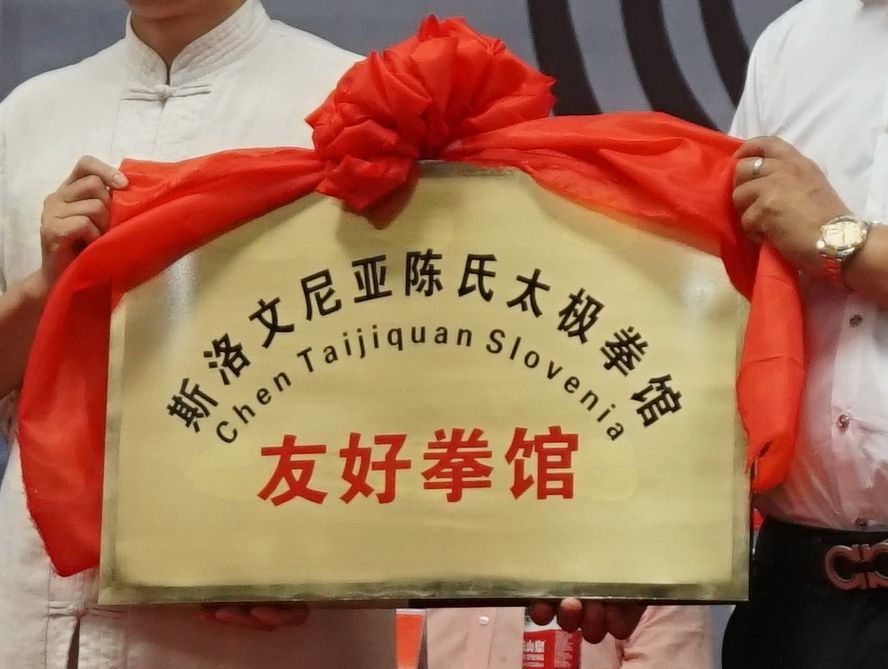 斯洛文尼亚陈氏太极拳馆
Chen Taijiquan Slovenia
友好拳馆